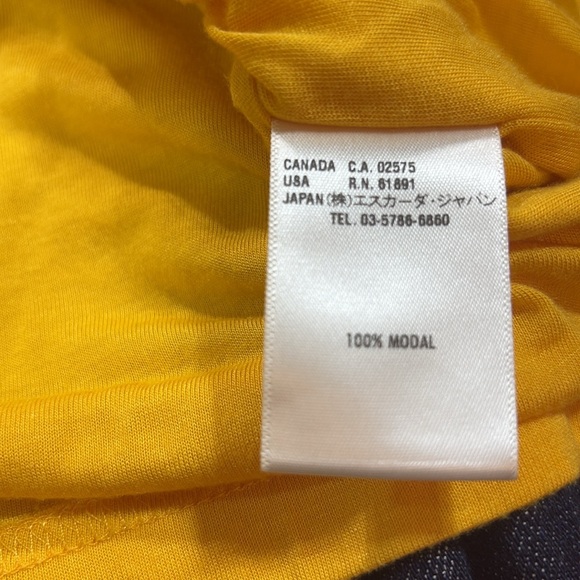 CANADA C.A. 02575
USA R.N. 61891
JAPAN(株)エスカーダ・ジャパン
TEL. 03-5786-6860
100% MODAL